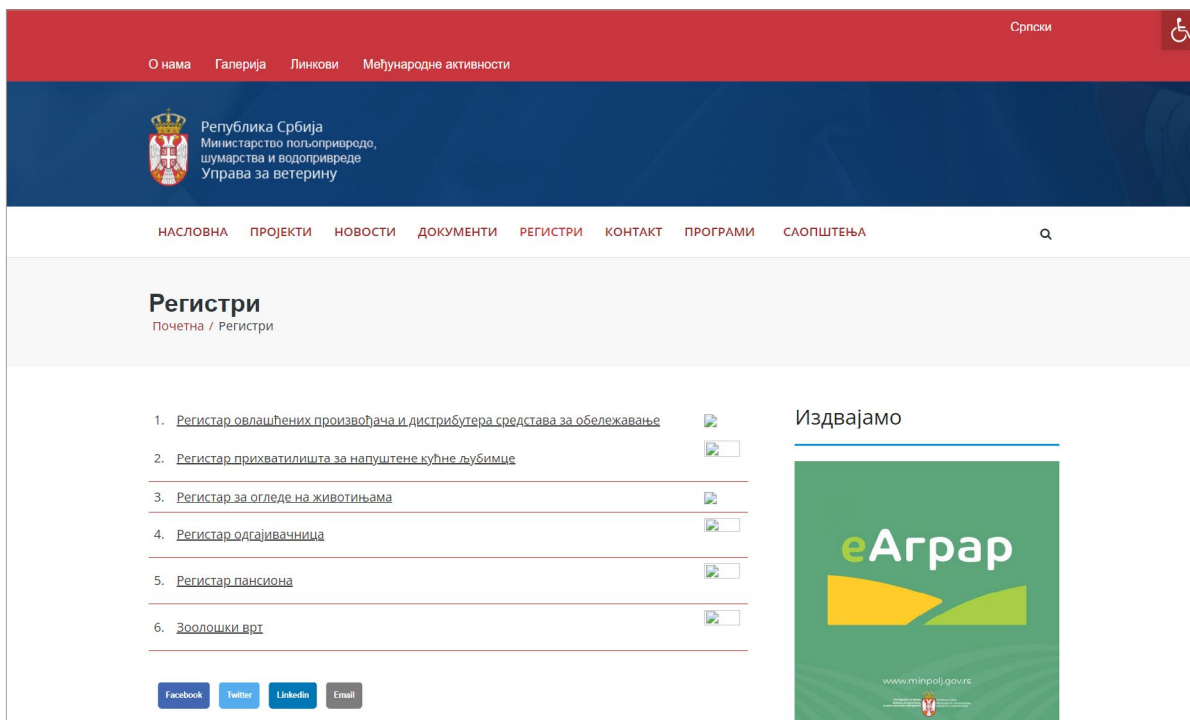 Српски
О нама Галерија Линкови Међународне активности
Република Србија
Министарство пољопривродо,
шумарства и водопривреде
Управа за ветерину
НАСЛОВНА ПРОЈЕКТИ НОВОСТИ ДОКУМЕНТИ РЕГИСТРИ КОНТАКТ ПРОГРАМИ САОПШТЕЊА
Регистри
Почетна / Регистри
1. Регистар овлашћених произвођача и дистрибутера средстава за обележавање
2. Регистар прихватилишта за напуштене кућне љубимце
3. Регистар за огледе на животињама
4. Регистар одгајивачница
5. Регистар пансиона
6. Зоолошки врт
Facebook Twitter Linkedin Email
Издвајамо
еАграр
www.minpolj.gov.rs